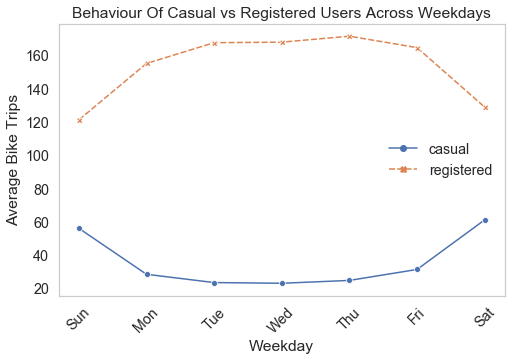 Behaviour Of Casual vs Registered Users Across Weekdays
Average Bike Trips
160
140
120
100
80
60
40
20
casual
registered
Sun Mon Tue Wed Thu Fri Sat
Weekday